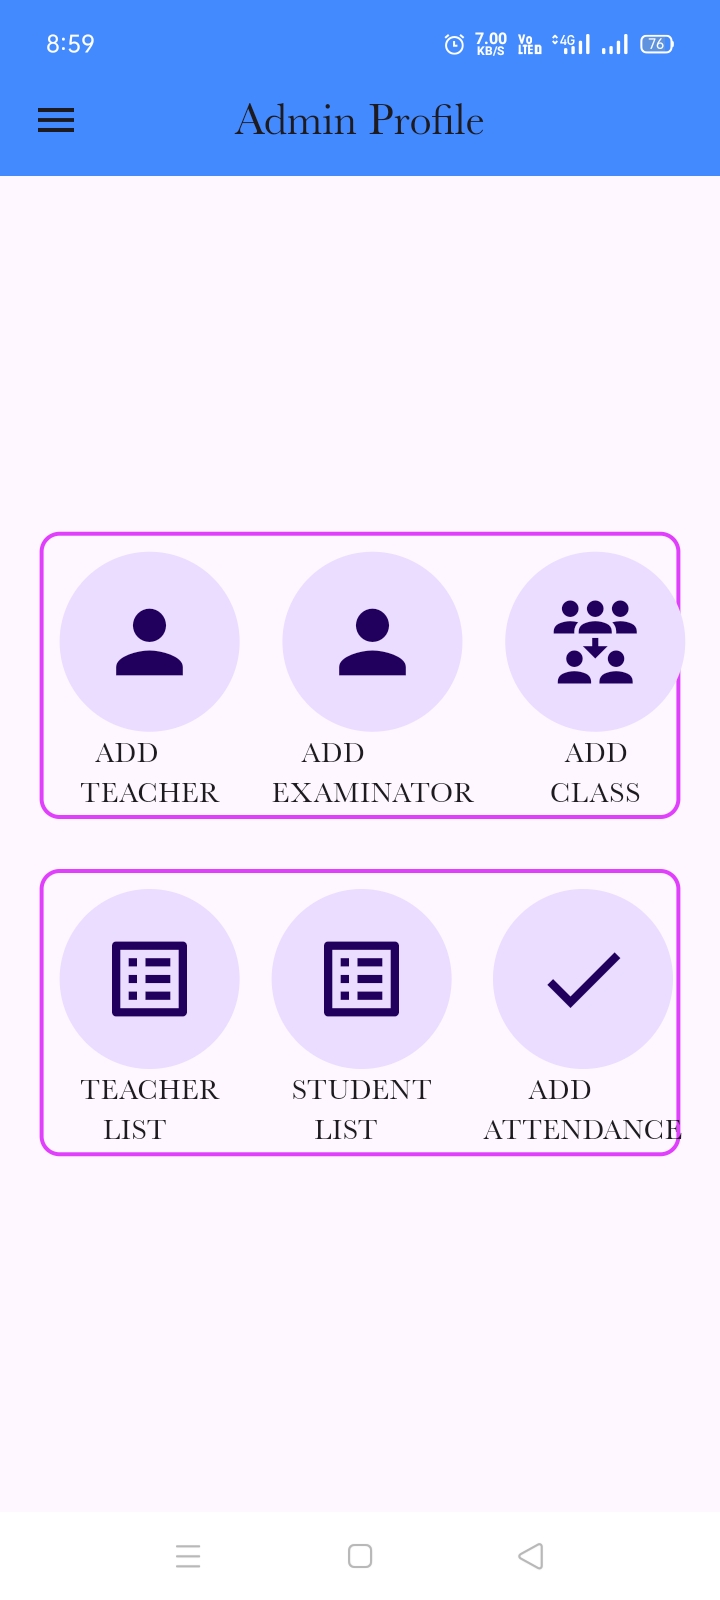 8:59 7.00 KB/S Vo LTE D 4G 76
Admin Profile
ADD TEACHER
ADD EXAMINATOR
ADD CLASS
TEACHER LIST
STUDENT LIST
ADD ATTENDANCE